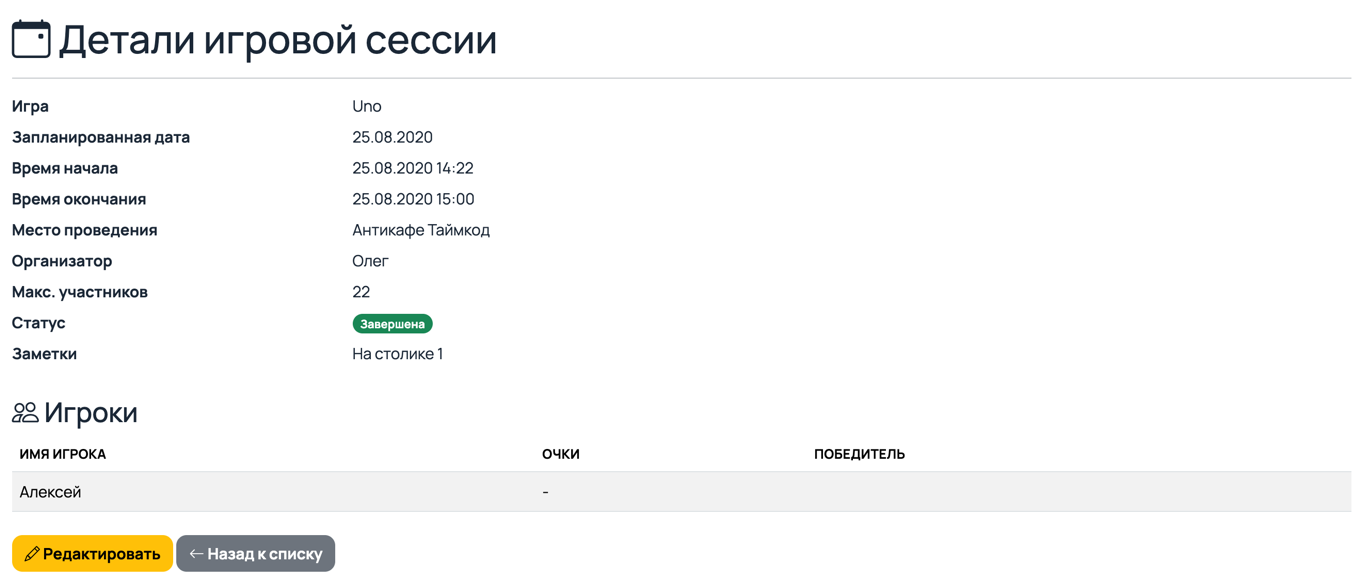 Детали игровой сессии
Игра Uno
Запланированная дата 25.08.2020
Время начала 25.08.2020 14:22
Время окончания 25.08.2020 15:00
Место проведения Антикафе Таймкод
Организатор Олег
Макс. участников 22
Статус Завершена
Заметки На столике 1
Игроки
ИМЯ ИГРОКА ОЧКИ ПОБЕДИТЕЛЬ
Алексей -
Редактировать ← Назад к списку